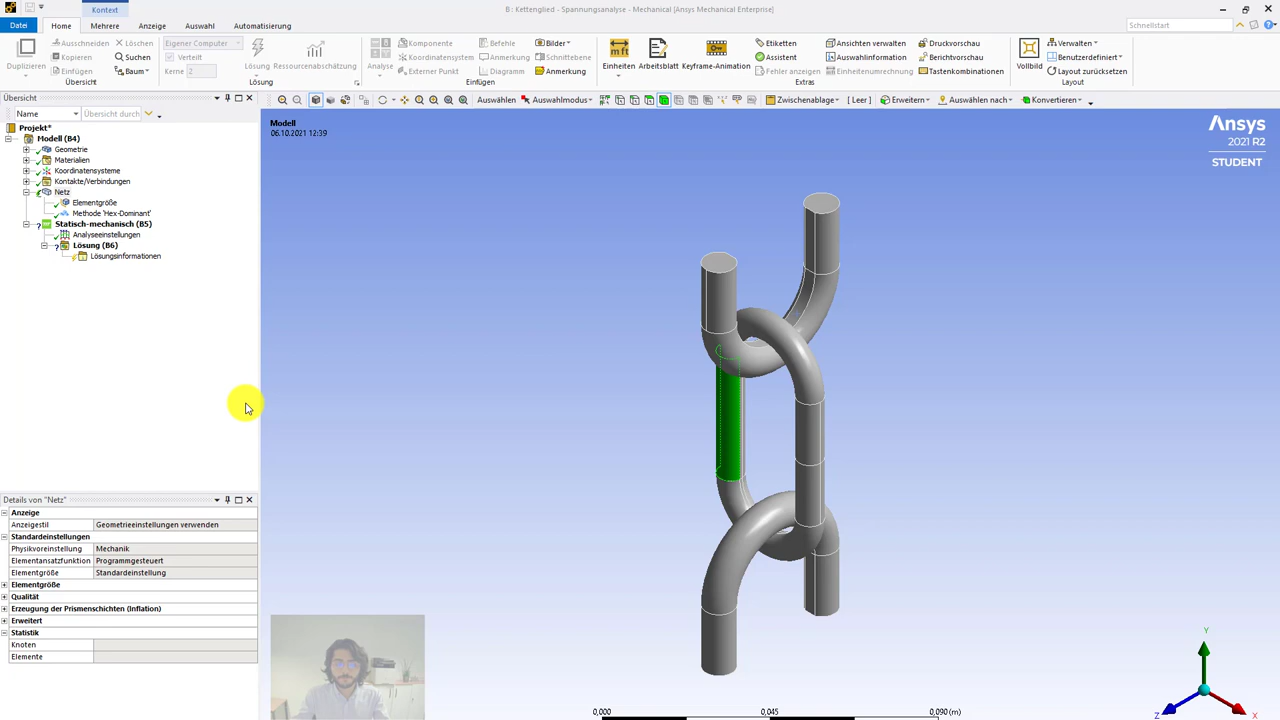 B : Kettenglied - Spannungsanalyse - Mechanical [Ansys Mechanical Enterprise]
Kontext
Datei Home Mehrere Anzeige Auswahl Automatisierung Schnellstart
Duplizieren
Ausschneiden Löschen
Kopieren Suchen
Einfügen Baum
Übersicht
Eigener Computer
Verteilt
Kerne 2
Lösung Ressourcenabschätzung
Lösung
Analyse
Komponente Befehle Bilder
Koordinatensystem Anmerkung Schnittebene
Externer Punkt Diagramm Anmerkung
Einfügen
Einheiten Arbeitsblatt Keyframe-Animation
Etiketten Ansichten verwalten Druckvorschau
Assistent Auswahlinformation Berichtvorschau
Fehler anzeigen Einheitenumrechnung Tastenkombinationen
Extras
Vollbild
Verwalten
Benutzerdefiniert
Layout zurücksetzen
Layout
Übersicht
Name Übersicht durch
Auswählen Auswahlmodus Zwischenablage [ Leer ] Erweitern Auswählen nach Konvertieren
Projekt*
Modell (B4)
Geometrie
Materialien
Koordinatensysteme
Kontakte/Verbindungen
Netz
Elementgröße
Methode 'Hex-Dominant'
Statisch-mechanisch (B5)
Analyseeinstellungen
Lösung (B6)
Lösungsinformationen
Modell
06.10.2021 12:39
Ansys
2021 R2
STUDENT
Details von "Netz"
Anzeige
Anzeigestil Geometrieeinstellungen verwenden
Standardeinstellungen
Physikvoreinstellung Mechanik
Elementansatzfunktion Programmgesteuert
Elementgröße Standardeinstellung
Elementgröße
Qualität
Erzeugung der Prismenschichten (Inflation)
Erweitert
Statistik
Knoten
Elemente
0,000 0,045 0,090 (m)
Y
Z X